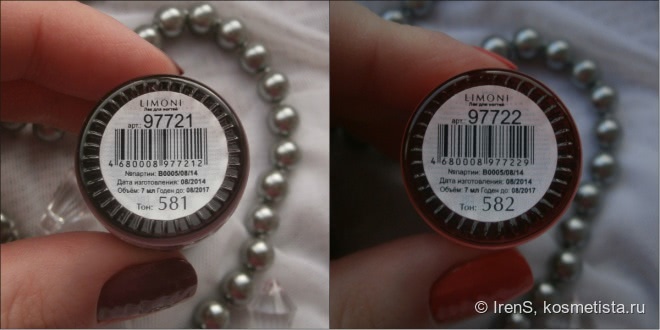 LIMONI
Лак для ногтей
арт. 97721
4 680008 977212
№партии: B0005/08/14
Дата изготовления: 08/2014
Объём: 7 мл Годен до: 08/2017
Тон: 581
LIMONI
Лак для ногтей
арт. 97722
4 680008 977229
№партии: B0005/08/14
Дата изготовления: 08/2014
Объём: 7 мл Годен до: 08/2017
Тон: 582
© IrenS, kosmetista.ru